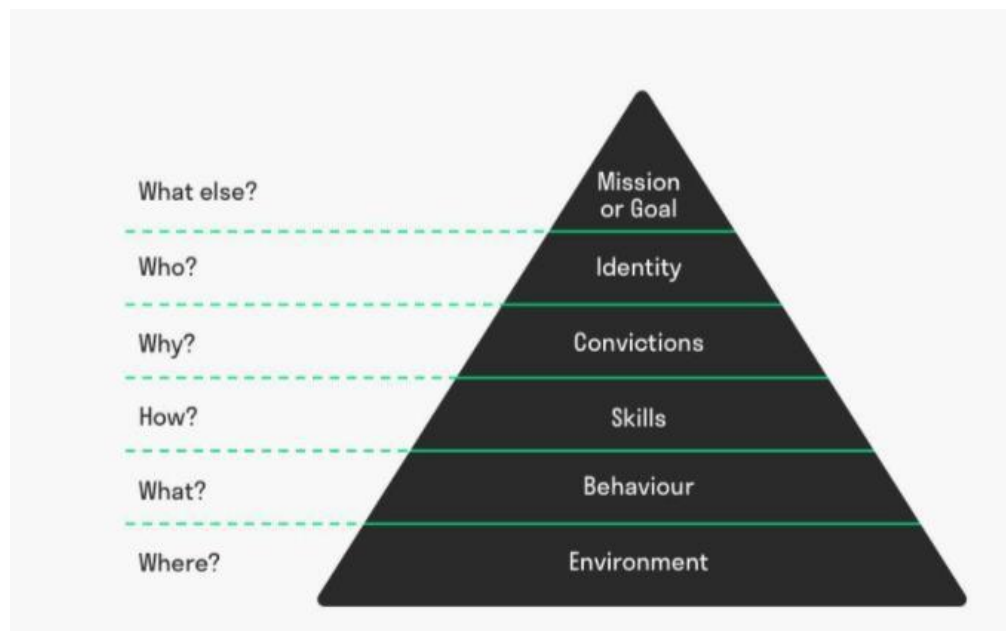 What else?
Mission
or Goal
Who?
Identity
Why?
Convictions
How?
Skills
What?
Behaviour
Where?
Environment